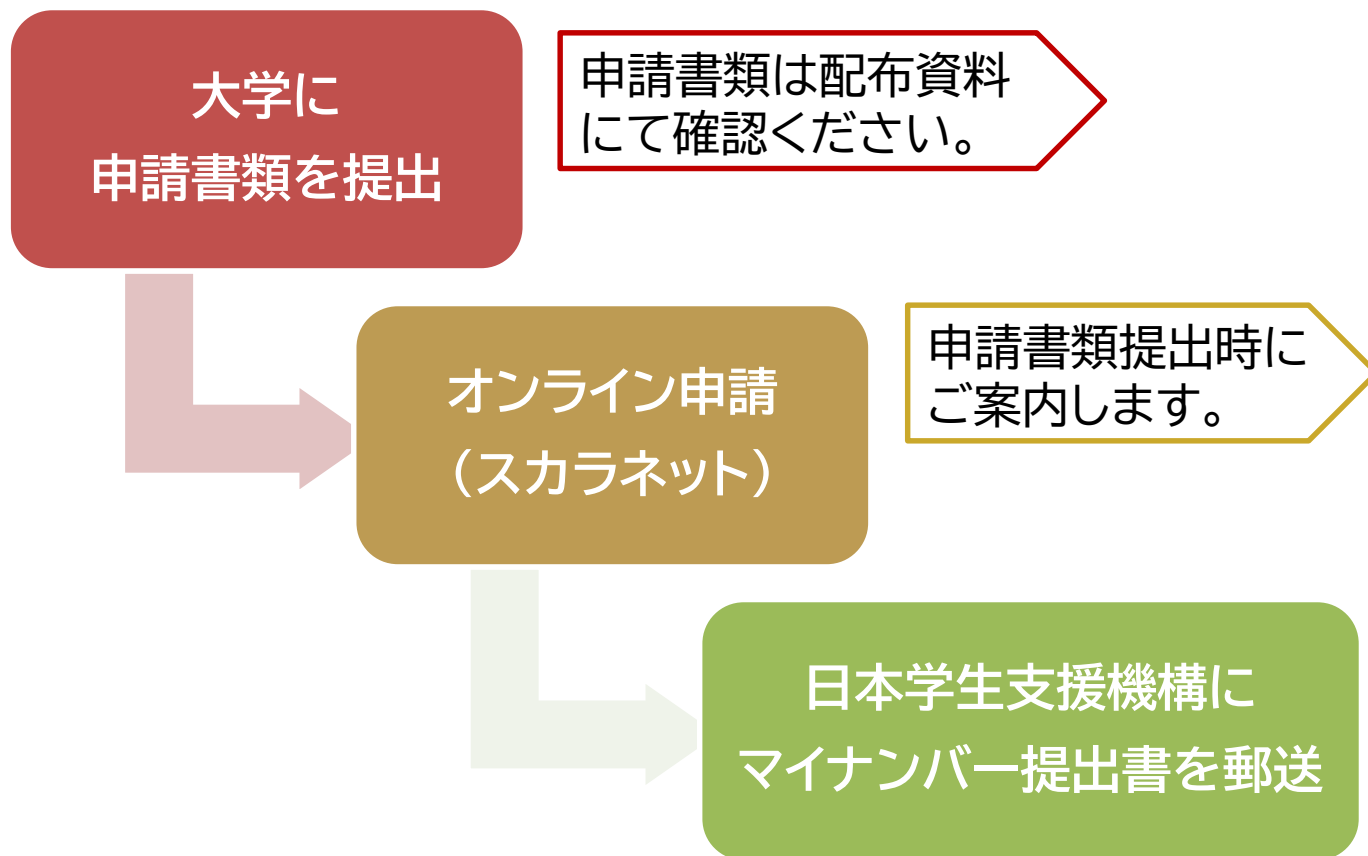 大学に
申請書類を提出
申請書類は配布資料
にて確認ください。
オンライン申請
（スカラネット）
申請書類提出時に
ご案内します。
日本学生支援機構に
マイナンバー提出書を郵送